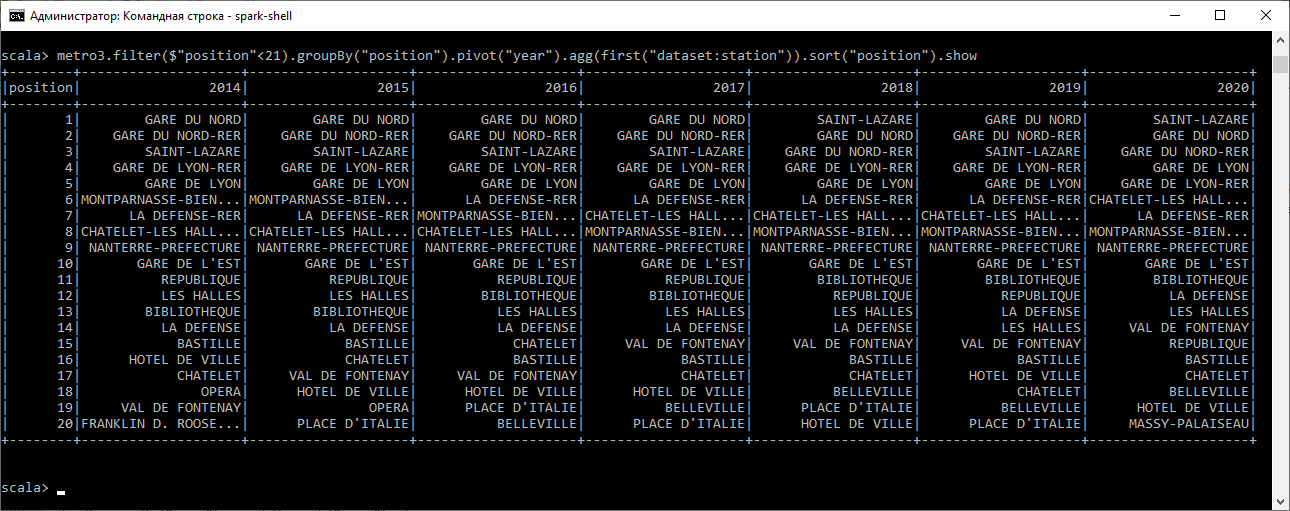 Администратор: Командная строка - spark-shell
scala> metro3.filter($"position"<21).groupBy("position").pivot("year").agg(first("dataset:station")).sort("position").show
+--------+--------------------+--------------------+--------------------+--------------------+--------------------+--------------------+--------------------+
|position|                2014|                2015|                2016|                2017|                2018|                2019|                2020|
+--------+--------------------+--------------------+--------------------+--------------------+--------------------+--------------------+--------------------+
|       1|        GARE DU NORD|        GARE DU NORD|        GARE DU NORD|        GARE DU NORD|       SAINT-LAZARE|        GARE DU NORD|       SAINT-LAZARE|
|       2|    GARE DU NORD-RER|    GARE DU NORD-RER|    GARE DU NORD-RER|    GARE DU NORD-RER|        GARE DU NORD|    GARE DU NORD-RER|        GARE DU NORD|
|       3|        SAINT-LAZARE|        SAINT-LAZARE|        SAINT-LAZARE|        SAINT-LAZARE|    GARE DU NORD-RER|        SAINT-LAZARE|    GARE DU NORD-RER|
|       4|    GARE DE LYON-RER|    GARE DE LYON-RER|    GARE DE LYON-RER|    GARE DE LYON-RER|    GARE DE LYON-RER|    GARE DE LYON-RER|        GARE DE LYON|
|       5|        GARE DE LYON|        GARE DE LYON|        GARE DE LYON|        GARE DE LYON|        GARE DE LYON|        GARE DE LYON|    GARE DE LYON-RER|
|       6|MONTPARNASSE-BIEN...|MONTPARNASSE-BIEN...|      LA DEFENSE-RER|      LA DEFENSE-RER|      LA DEFENSE-RER|      LA DEFENSE-RER|CHATELET-LES HALL...|
|       7|      LA DEFENSE-RER|      LA DEFENSE-RER|MONTPARNASSE-BIEN...|CHATELET-LES HALL...|CHATELET-LES HALL...|CHATELET-LES HALL...|      LA DEFENSE-RER|
|       8|CHATELET-LES HALL...|CHATELET-LES HALL...|CHATELET-LES HALL...|MONTPARNASSE-BIEN...|MONTPARNASSE-BIEN...|MONTPARNASSE-BIEN...|MONTPARNASSE-BIEN...|
|       9| NANTERRE-PREFECTURE| NANTERRE-PREFECTURE| NANTERRE-PREFECTURE| NANTERRE-PREFECTURE| NANTERRE-PREFECTURE| NANTERRE-PREFECTURE| NANTERRE-PREFECTURE|
|      10|       GARE DE L'EST|       GARE DE L'EST|       GARE DE L'EST|       GARE DE L'EST|       GARE DE L'EST|       GARE DE L'EST|       GARE DE L'EST|
|      11|          REPUBLIQUE|          REPUBLIQUE|          REPUBLIQUE|          REPUBLIQUE|        BIBLIOTHEQUE|        BIBLIOTHEQUE|        BIBLIOTHEQUE|
|      12|          LES HALLES|          LES HALLES|        BIBLIOTHEQUE|        BIBLIOTHEQUE|          REPUBLIQUE|          REPUBLIQUE|          LA DEFENSE|
|      13|        BIBLIOTHEQUE|        BIBLIOTHEQUE|          LES HALLES|          LES HALLES|          LES HALLES|          LA DEFENSE|          LES HALLES|
|      14|          LA DEFENSE|          LA DEFENSE|          LA DEFENSE|          LA DEFENSE|          LA DEFENSE|          LES HALLES|     VAL DE FONTENAY|
|      15|            BASTILLE|            BASTILLE|            CHATELET|     VAL DE FONTENAY|     VAL DE FONTENAY|     VAL DE FONTENAY|          REPUBLIQUE|
|      16|      HOTEL DE VILLE|            CHATELET|            BASTILLE|            BASTILLE|            BASTILLE|            BASTILLE|            BASTILLE|
|      17|            CHATELET|     VAL DE FONTENAY|     VAL DE FONTENAY|            CHATELET|            CHATELET|      HOTEL DE VILLE|            CHATELET|
|      18|               OPERA|      HOTEL DE VILLE|      HOTEL DE VILLE|      HOTEL DE VILLE|          BELLEVILLE|            CHATELET|          BELLEVILLE|
|      19|     VAL DE FONTENAY|               OPERA|      PLACE D'ITALIE|          BELLEVILLE|      PLACE D'ITALIE|          BELLEVILLE|      HOTEL DE VILLE|
|      20|FRANKLIN D. ROOSE...|      PLACE D'ITALIE|          BELLEVILLE|      PLACE D'ITALIE|      HOTEL DE VILLE|      PLACE D'ITALIE|     MASSY-PALAISEAU|
+--------+--------------------+--------------------+--------------------+--------------------+--------------------+--------------------+--------------------+
scala>